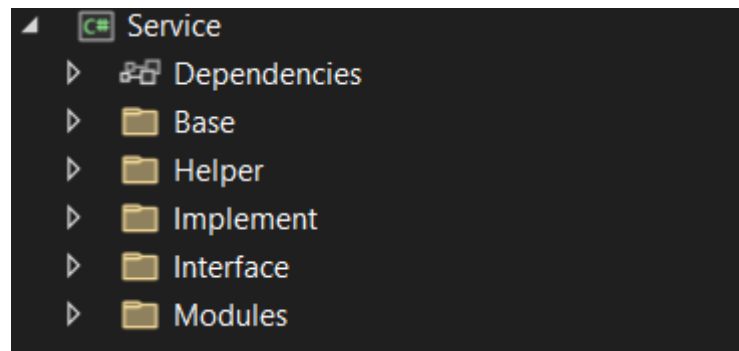 C# Service
Dependencies
Base
Helper
Implement
Interface
Modules